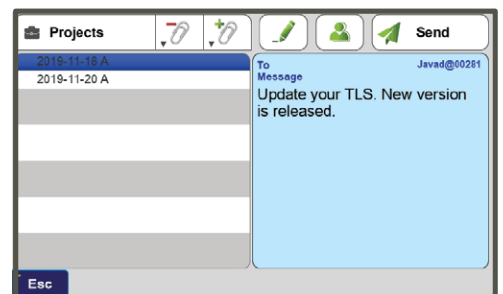 Projects
Send
2019-11-18 A
2019-11-20 A
To
Javad@00281
Message
Update your TLS. New version
is released.
Esc